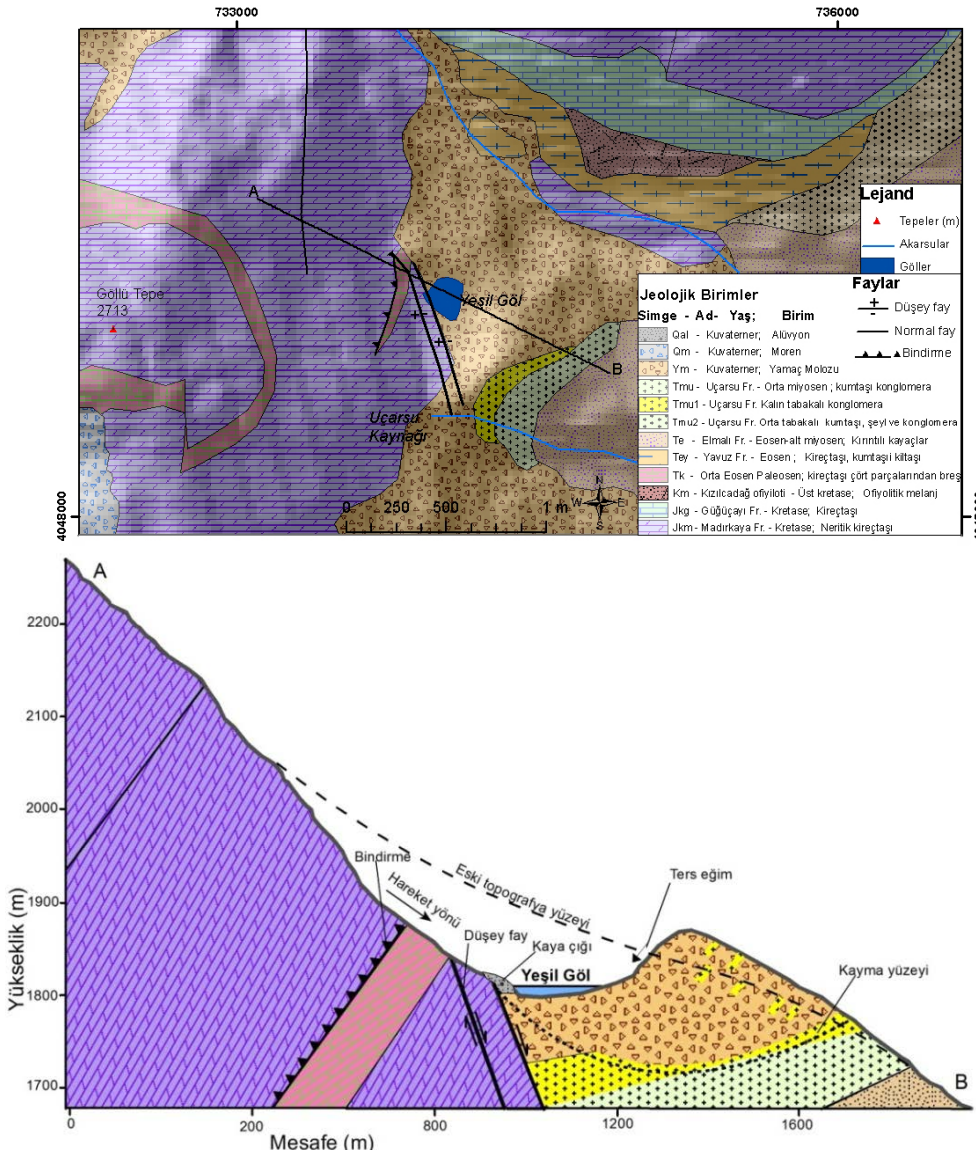 733000
736000
A
Göllü Tepe
2713
Yeşil Göl
B
Uçarsu
Kaynağı
N
W
E
S
0 250 500 1 m
4048000
Lejand
Tepeler (m)
Akarsular
Göller
Jeolojik Birimler
Simge - Ad- Yaş; Birim
Qal - Kuvaterner; Alüvyon
Qm - Kuvaterner; Moren
Ym - Kuvaterner; Yamaç Molozu
Tmu - Uçarsu Fr. - Orta miyosen ; kumtaşı konglomera
Tmu1 - Uçarsu Fr. Kalın tabakalı konglomera
Tmu2 - Uçarsu Fr. Orta tabakalı kumtaşı, şeyl ve konglomera
Te - Elmalı Fr. - Eosen-alt miyosen; Kırıntılı kayaçlar
Tey - Yavuz Fr. - Eosen ; Kireçtaşı, kumtaşıi kiltaşı
Tk - Orta Eosen Paleosen; kireçtaşı çört parçalarından breş
Km - Kızılcadağ ofiyiloti - Üst kretase; Ofiyolitik melanj
Jkg - Güğüçayı Fr. - Kretase; Kireçtaşı
Jkm - Madırkaya Fr. - Kretase; Neritik kireçtaşı
Faylar
Düşey fay
Normal fay
Bindirme
A
2200
2100
2000
1900
1800
1700
Yükseklik (m)
Bindirme
Hareket yönü
Eski topografya yüzeyi
Ters eğim
Düşey fay
Kaya çığı
Yeşil Göl
Kayma yüzeyi
B
0 200 800 1200 1600
Mesafe (m)